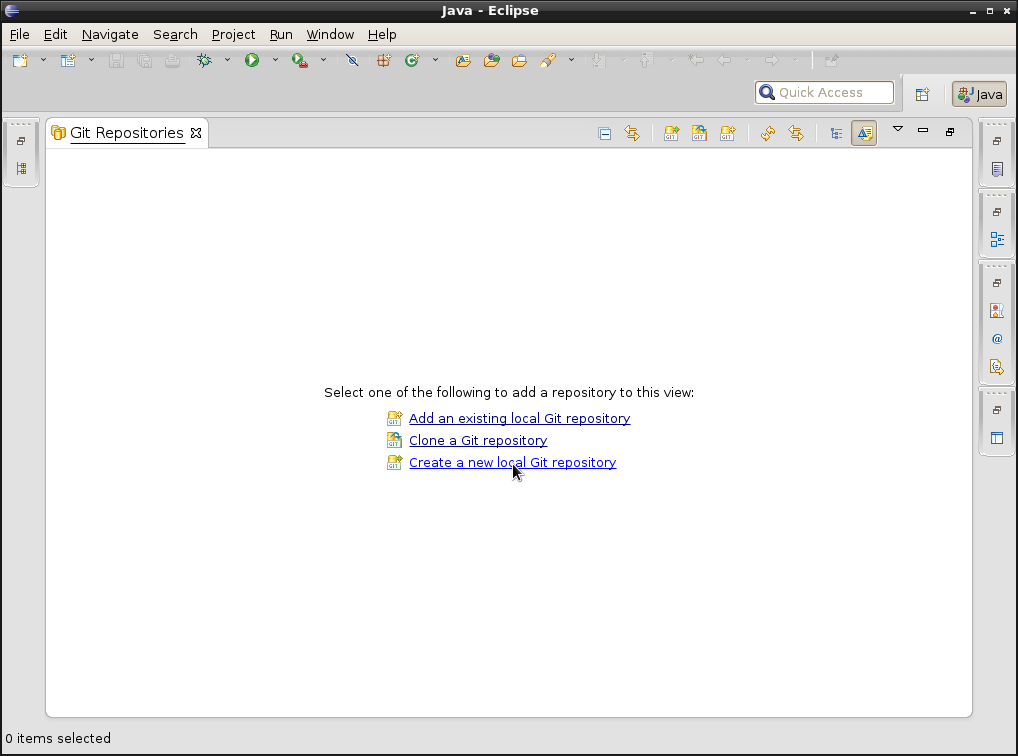 Java - Eclipse
File Edit Navigate Search Project Run Window Help
Quick Access
Java
Git Repositories
Select one of the following to add a repository to this view:
Add an existing local Git repository
Clone a Git repository
Create a new local Git repository
0 items selected